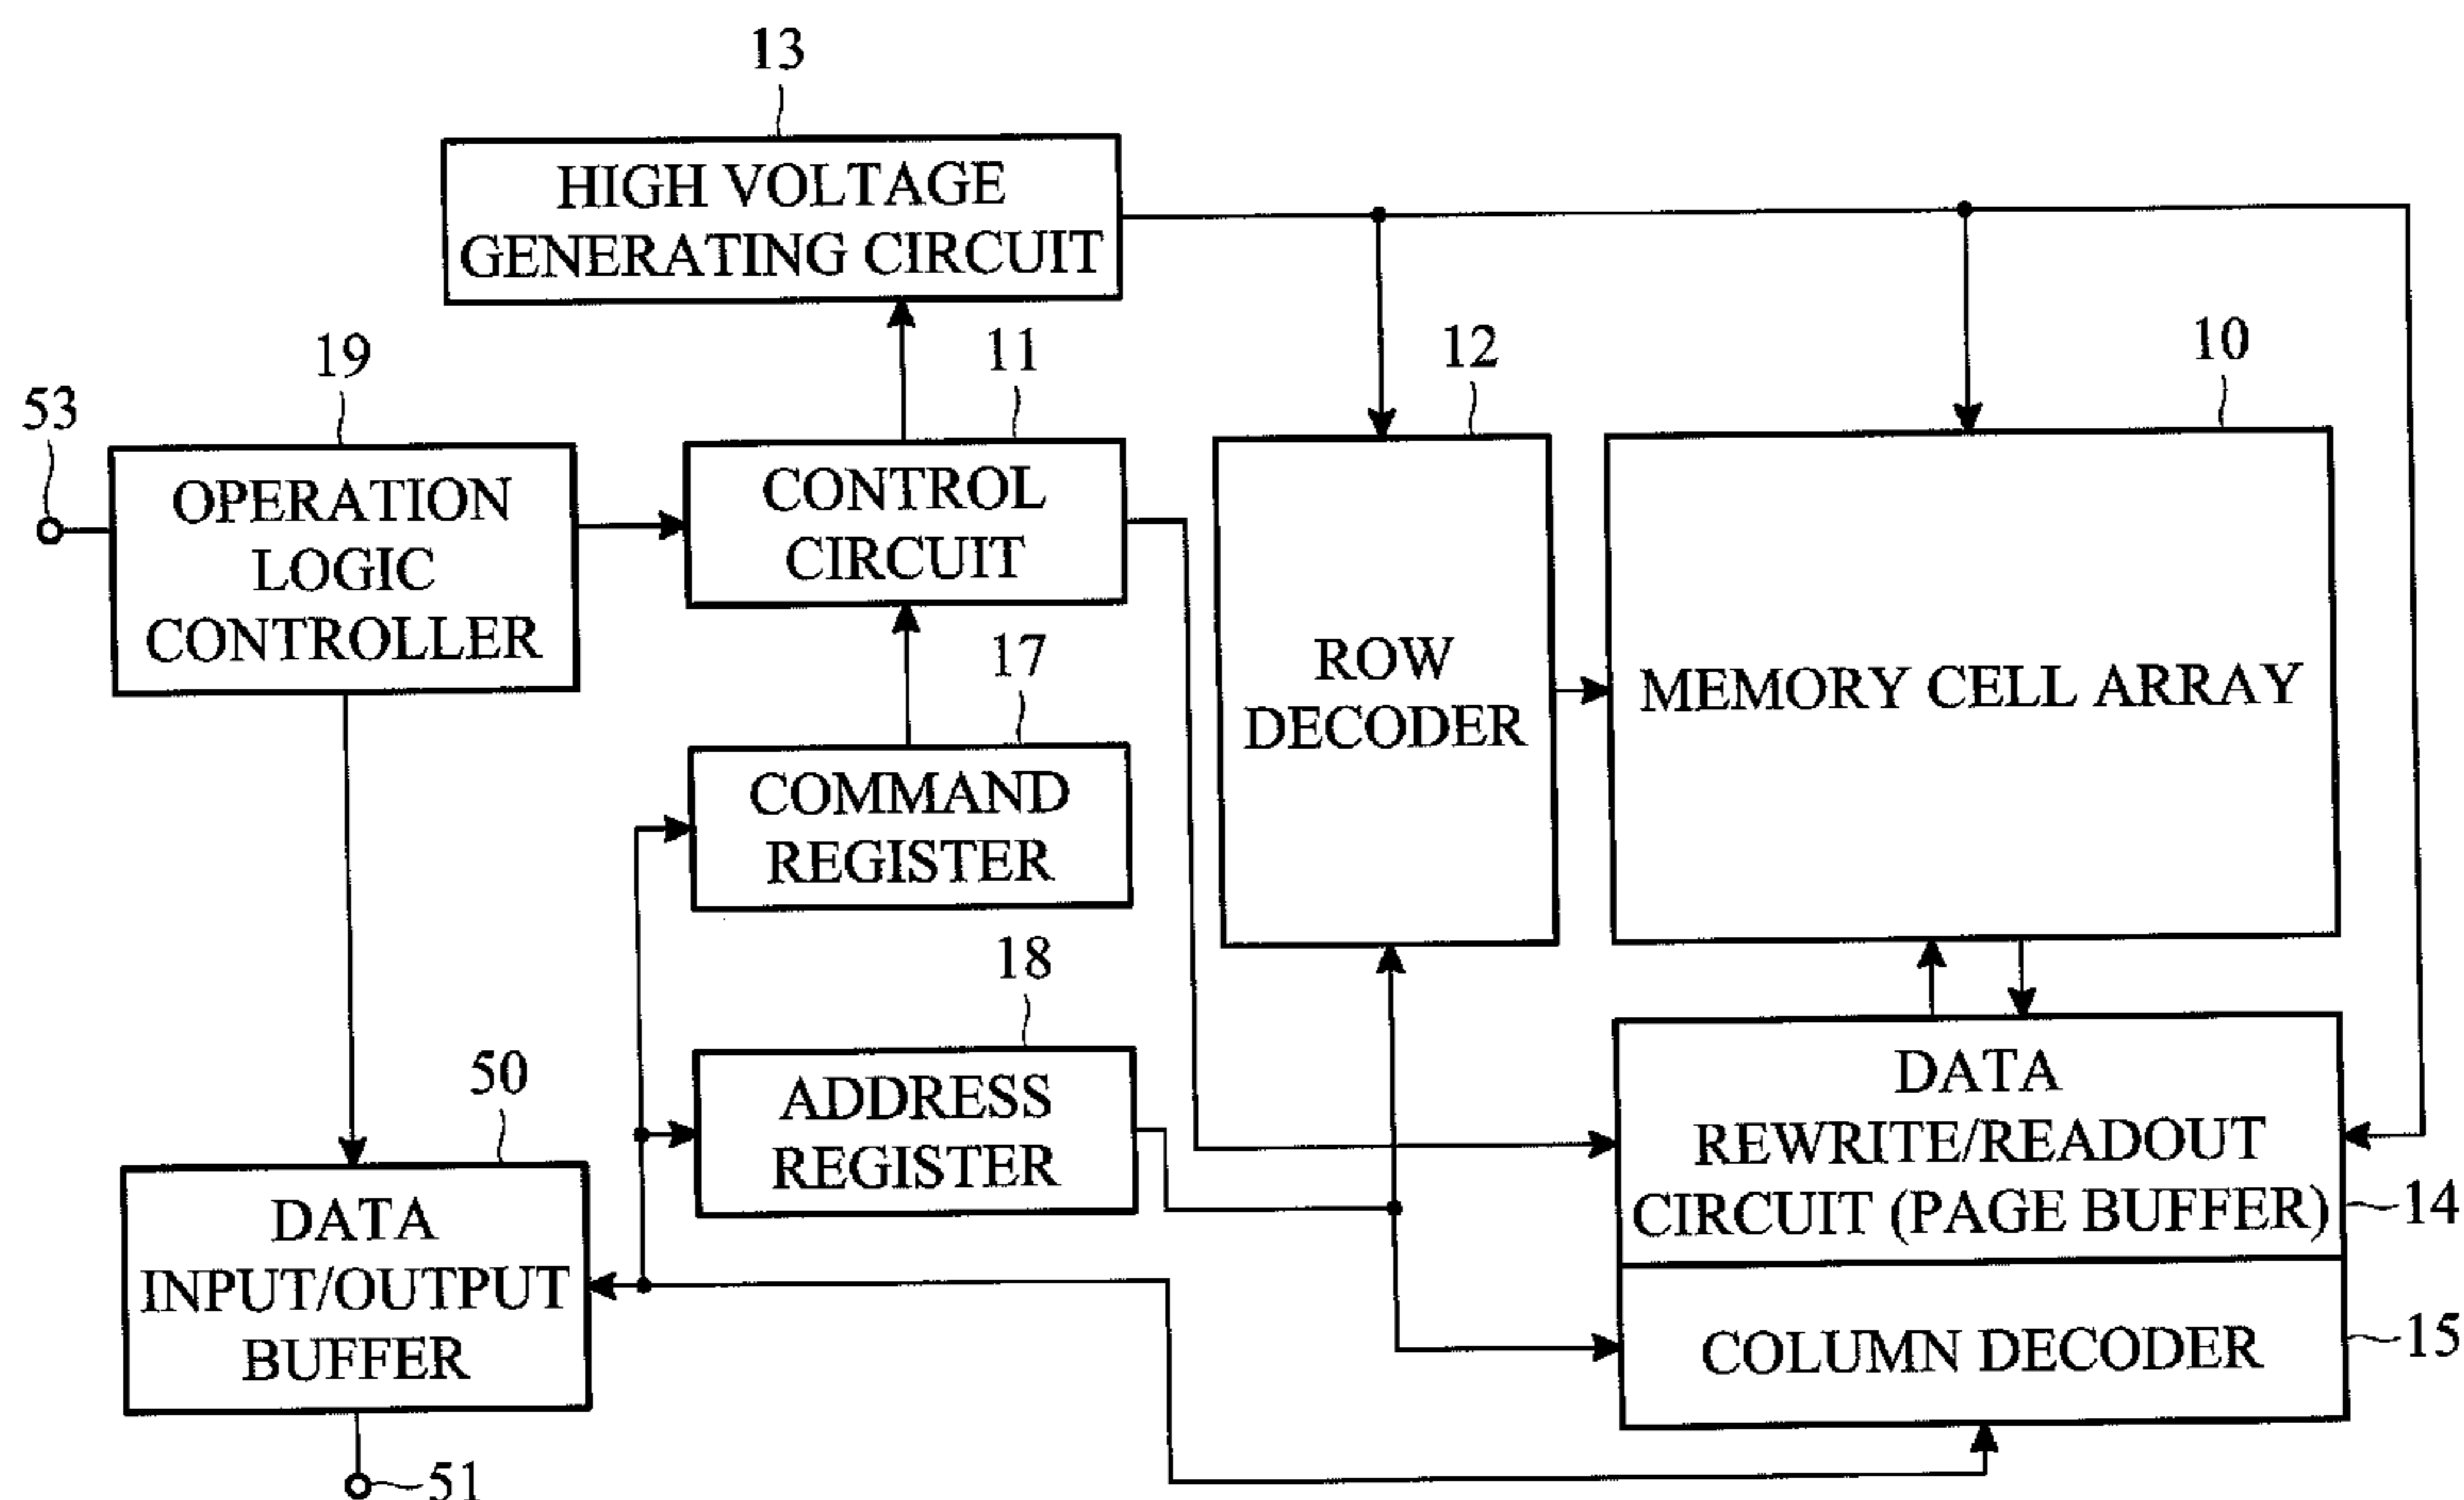 13
HIGH VOLTAGE
GENERATING CIRCUIT
19
11
12
10
53
OPERATION
LOGIC
CONTROLLER
CONTROL
CIRCUIT
ROW
DECODER
MEMORY CELL ARRAY
17
COMMAND
REGISTER
18
50
ADDRESS
REGISTER
DATA
REWRITE/READOUT
CIRCUIT (PAGE BUFFER)
14
DATA
INPUT/OUTPUT
BUFFER
COLUMN DECODER
15
51